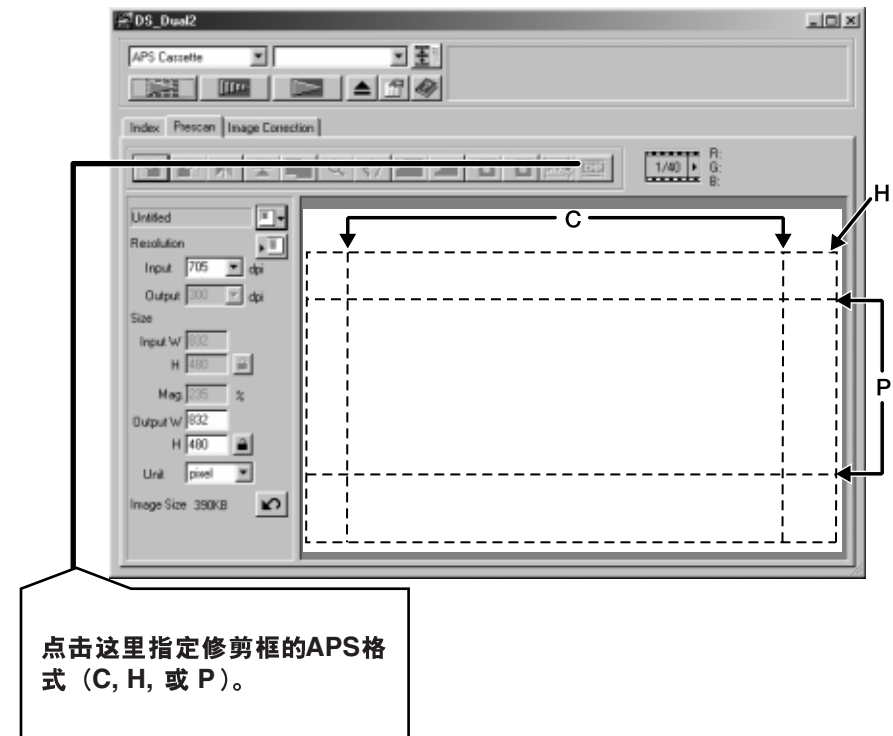 DS_Dual2
APS Cassette
Index Prescan Image Correction
1/40
R:
G:
B:
Untitled
Resolution
Input 705 dpi
Output 300 dpi
Size
Input W 832
H 480
Mag. 235 %
Output W 832
H 480
Unit pixel
Image Size 390KB
C
H
P
点击这里指定修剪框的APS格
式（C, H, 或 P）。